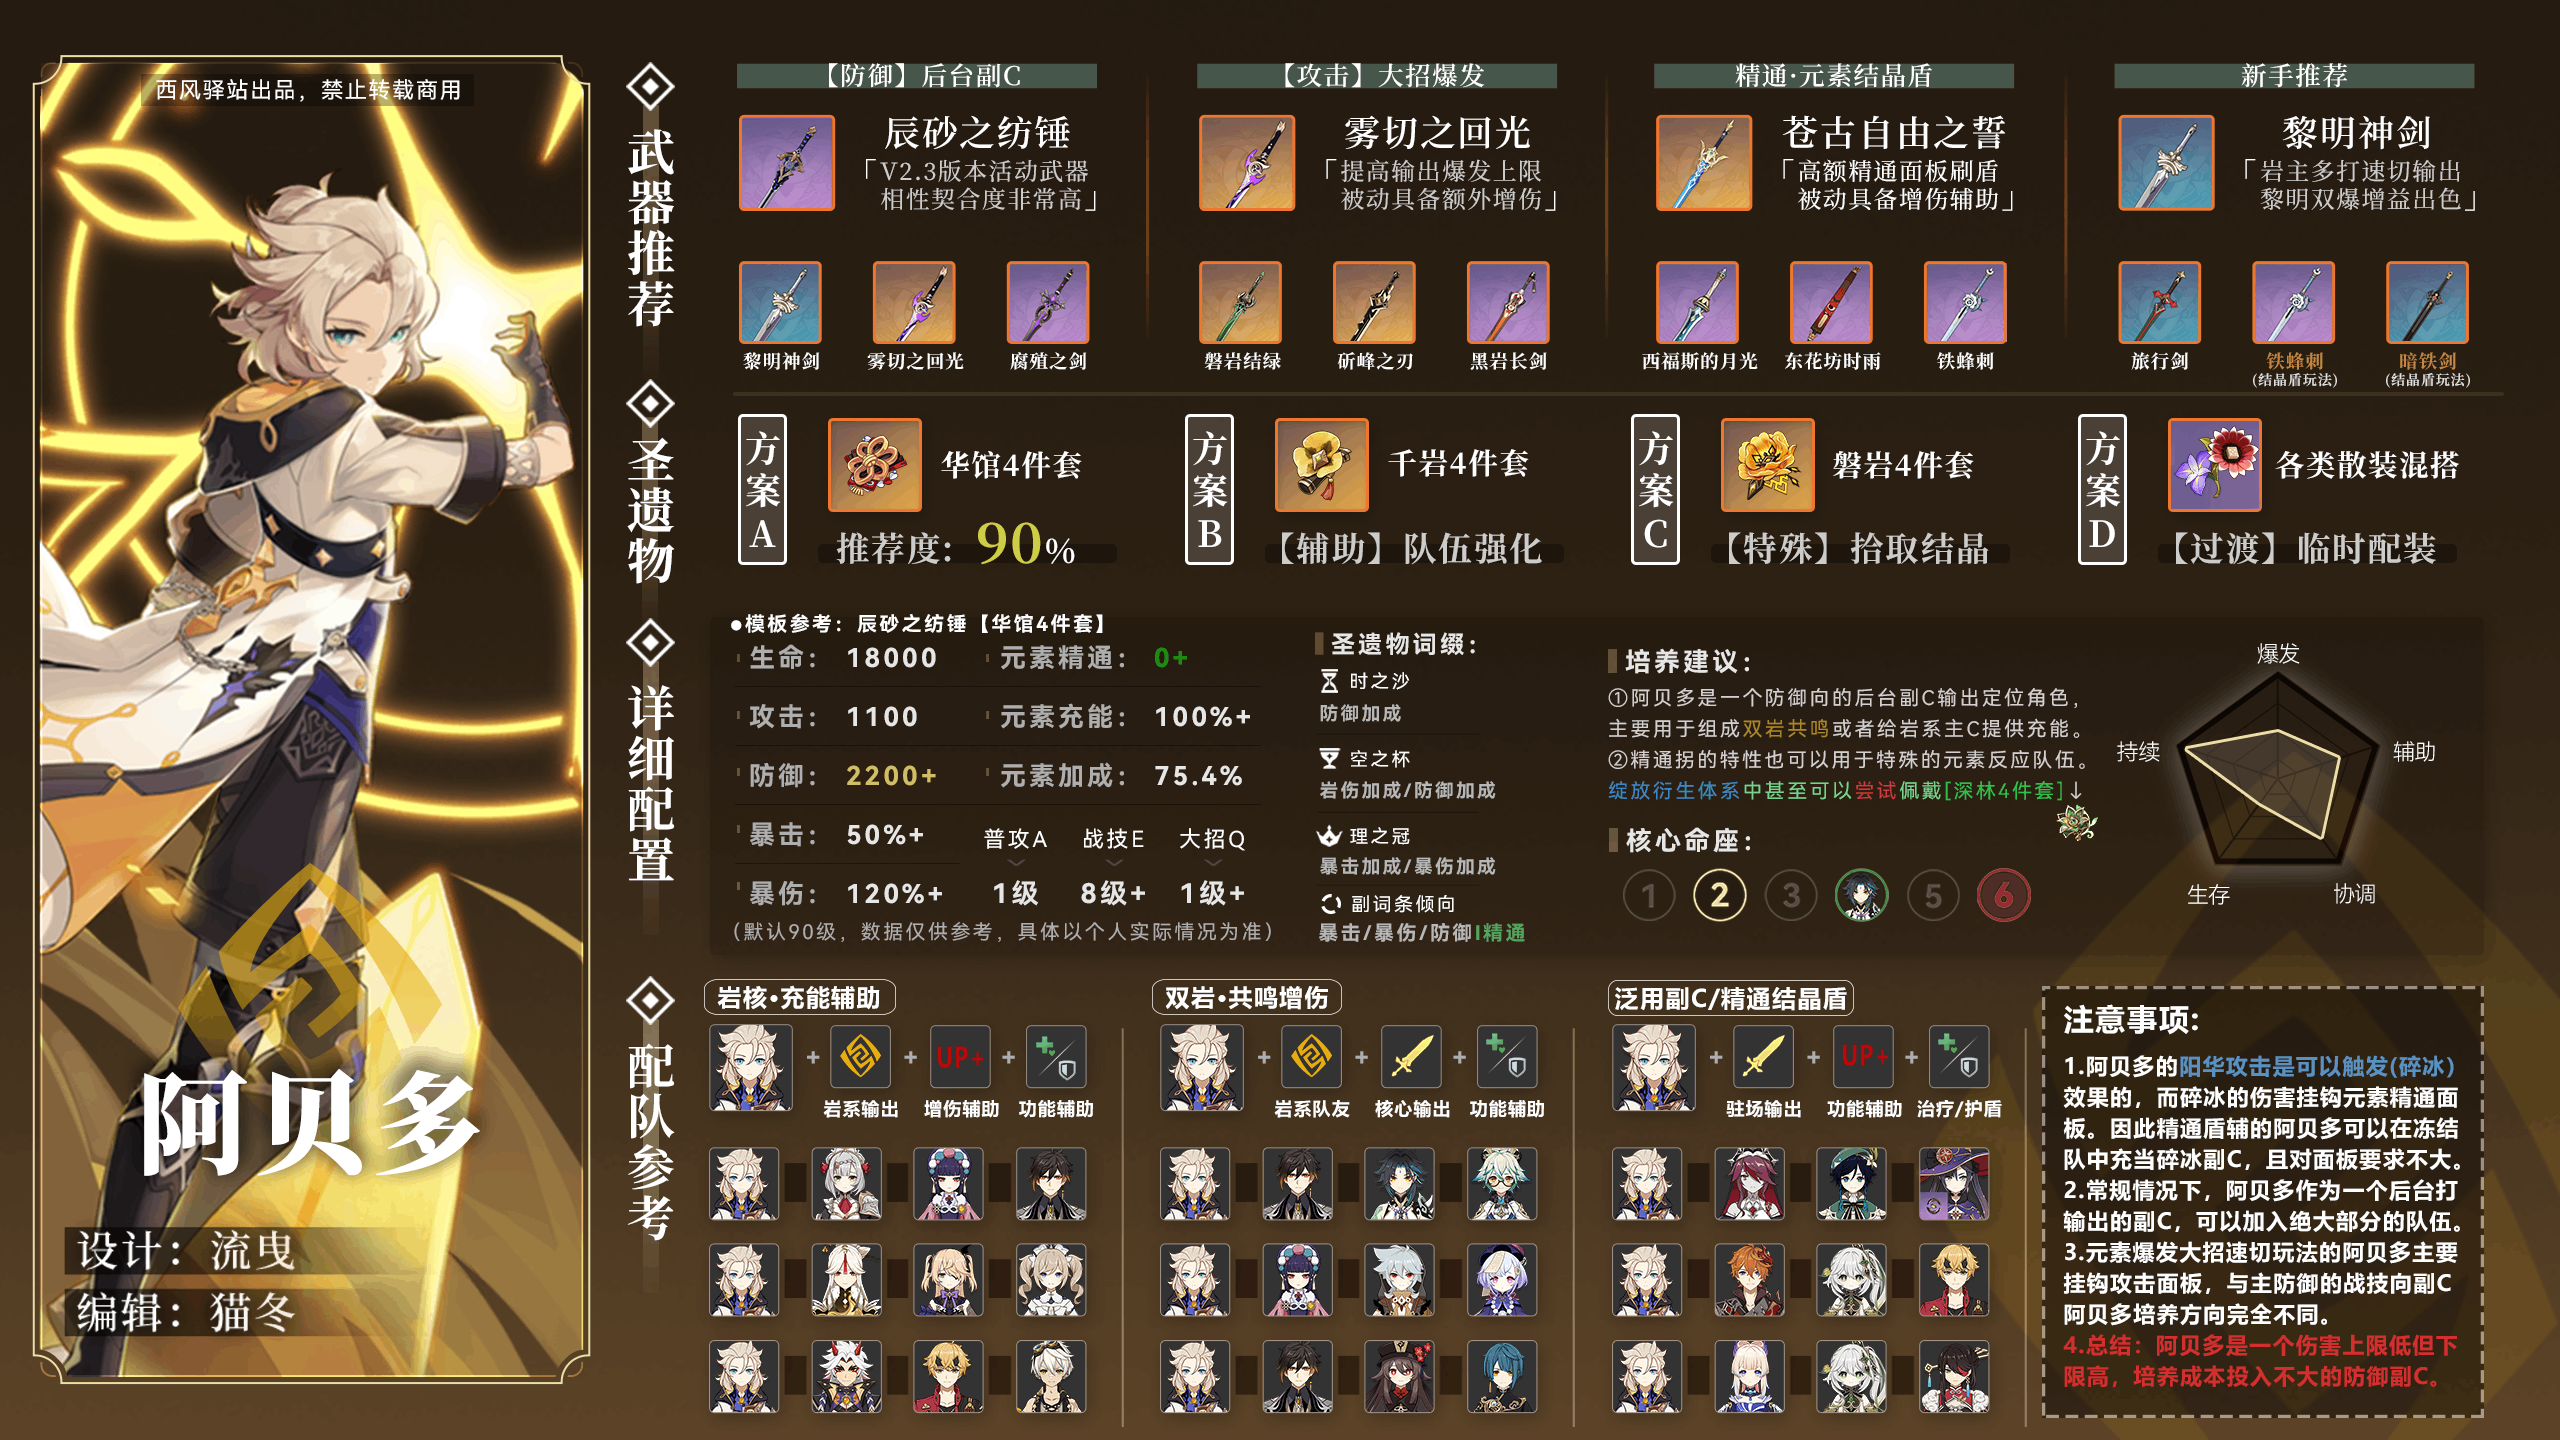 西风驿站出品，禁止转载商用
阿贝多
设计：流曳
编辑：猫冬
武器推荐
【防御】后台副C
辰砂之纺锤
「V2.3版本活动武器
相性契合度非常高」
黎明神剑
雾切之回光
腐殖之剑
【攻击】大招爆发
雾切之回光
「提高输出爆发上限
被动具备额外增伤」
磐岩结绿
斫峰之刃
黑岩长剑
精通·元素结晶盾
苍古自由之誓
「高额精通面板刷盾
被动具备增伤辅助」
西福斯的月光
东花坊时雨
铁蜂刺
新手推荐
黎明神剑
「岩主多打速切输出
黎明双爆增益出色」
旅行剑
铁蜂刺
(结晶盾玩法)
暗铁剑
(结晶盾玩法)
圣遗物
方案A
华馆4件套
推荐度：90%
方案B
千岩4件套
【辅助】队伍强化
方案C
磐岩4件套
【特殊】拾取结晶
方案D
各类散装混搭
【过渡】临时配装
详细配置
●模板参考：辰砂之纺锤【华馆4件套】
生命：18000
元素精通：0+
攻击：1100
元素充能：100%+
防御：2200+
元素加成：75.4%
暴击：50%+
普攻A 战技E 大招Q
暴伤：120%+
1级 8级+ 1级+
（默认90级，数据仅供参考，具体以个人实际情况为准）
圣遗物词缀：
时之沙
防御加成
空之杯
岩伤加成/防御加成
理之冠
暴击加成/暴伤加成
副词条倾向
暴击/暴伤/防御I精通
培养建议：
①阿贝多是一个防御向的后台副C输出定位角色，
主要用于组成双岩共鸣或者给岩系主C提供充能。
②精通拐的特性也可以用于特殊的元素反应队伍。
绽放衍生体系中甚至可以尝试佩戴[深林4件套]↓
核心命座：
1 2 3 5 6
爆发
辅助
协调
生存
持续
配队参考
岩核·充能辅助
+ + UP+ +
岩系输出 增伤辅助 功能辅助
双岩·共鸣增伤
+ + +
岩系队友 核心输出 功能辅助
泛用副C/精通结晶盾
+ + UP+ +
驻场输出 功能辅助 治疗/护盾
注意事项:
1.阿贝多的阳华攻击是可以触发(碎冰)
效果的，而碎冰的伤害挂钩元素精通面
板。因此精通盾辅的阿贝多可以在冻结
队中充当碎冰副C，且对面板要求不大。
2.常规情况下，阿贝多作为一个后台打
输出的副C，可以加入绝大部分的队伍。
3.元素爆发大招速切玩法的阿贝多主要
挂钩攻击面板，与主防御的战技向副C
阿贝多培养方向完全不同。
4.总结：阿贝多是一个伤害上限低但下
限高，培养成本投入不大的防御副C。